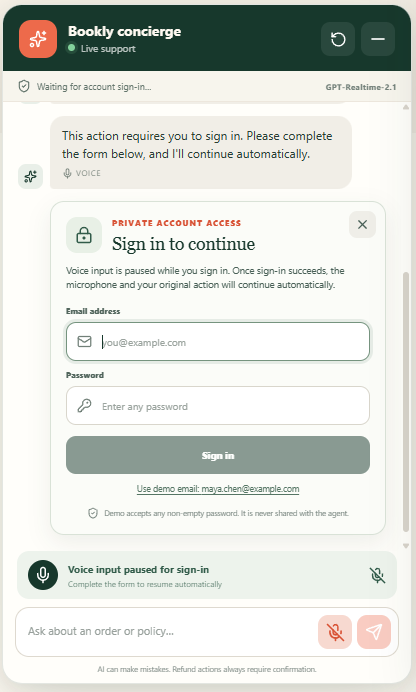 Bookly concierge
Live support
Waiting for account sign-in...
GPT-Realtime-2.1
This action requires you to sign in. Please complete
the form below, and I'll continue automatically.
VOICE
PRIVATE ACCOUNT ACCESS
Sign in to continue
Voice input is paused while you sign in. Once sign-in succeeds, the
microphone and your original action will continue automatically.
Email address
you@example.com
Password
Enter any password
Sign in
Use demo email: maya.chen@example.com
Demo accepts any non-empty password. It is never shared with the agent.
Voice input paused for sign-in
Complete the form to resume automatically
Ask about an order or policy...
AI can make mistakes. Refund actions always require confirmation.